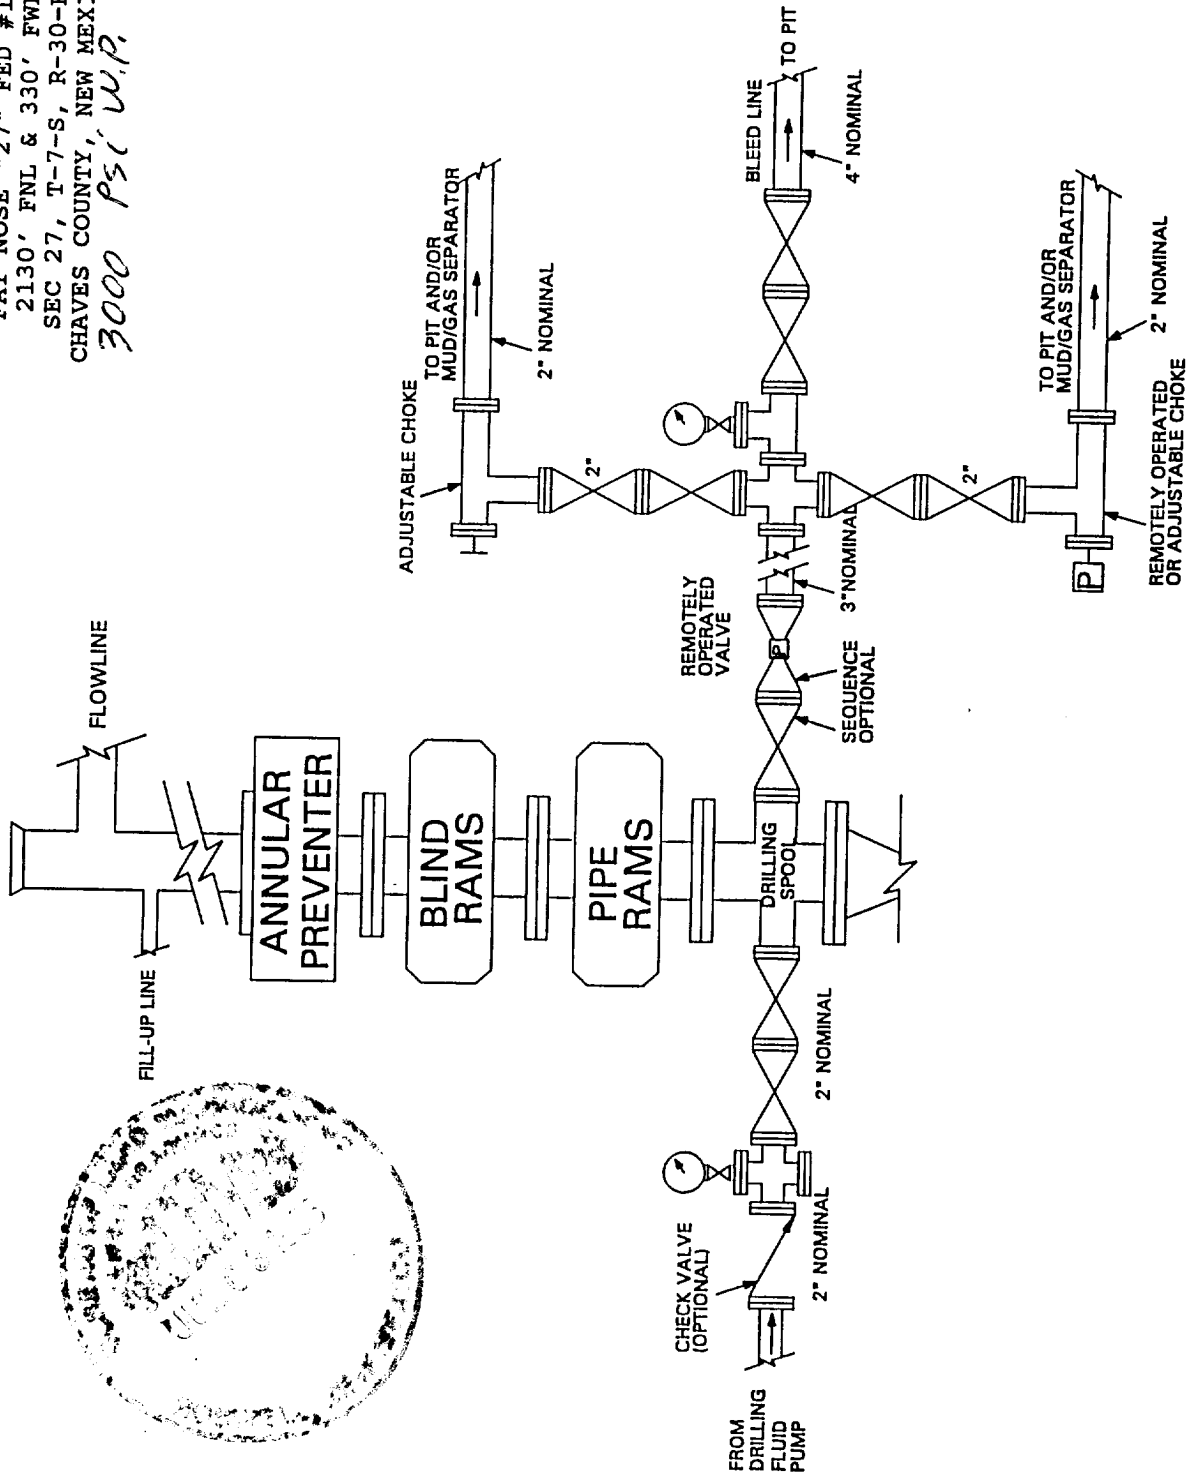 FAT NOSE "27" FED #1
2130' FNL & 330' FWL
SEC 27, T-7-S, R-30-E
CHAVES COUNTY, NEW MEXI
3000 PSi W.P.
FLOWLINE
FILL-UP LINE
ANNULAR
PREVENTER
BLIND
RAMS
PIPE
RAMS
DRILLING
SPOOL
ADJUSTABLE CHOKE
TO PIT AND/OR
MUD/GAS SEPARATOR
2" NOMINAL
2"
BLEED LINE
TO PIT
4" NOMINAL
REMOTELY
OPERATED
VALVE
P
3" NOMINAL
SEQUENCE
OPTIONAL
2"
TO PIT AND/OR
MUD/GAS SEPARATOR
2" NOMINAL
P
REMOTELY OPERATED
OR ADJUSTABLE CHOKE
2" NOMINAL
CHECK VALVE
(OPTIONAL)
2" NOMINAL
FROM
DRILLING
FLUID
PUMP